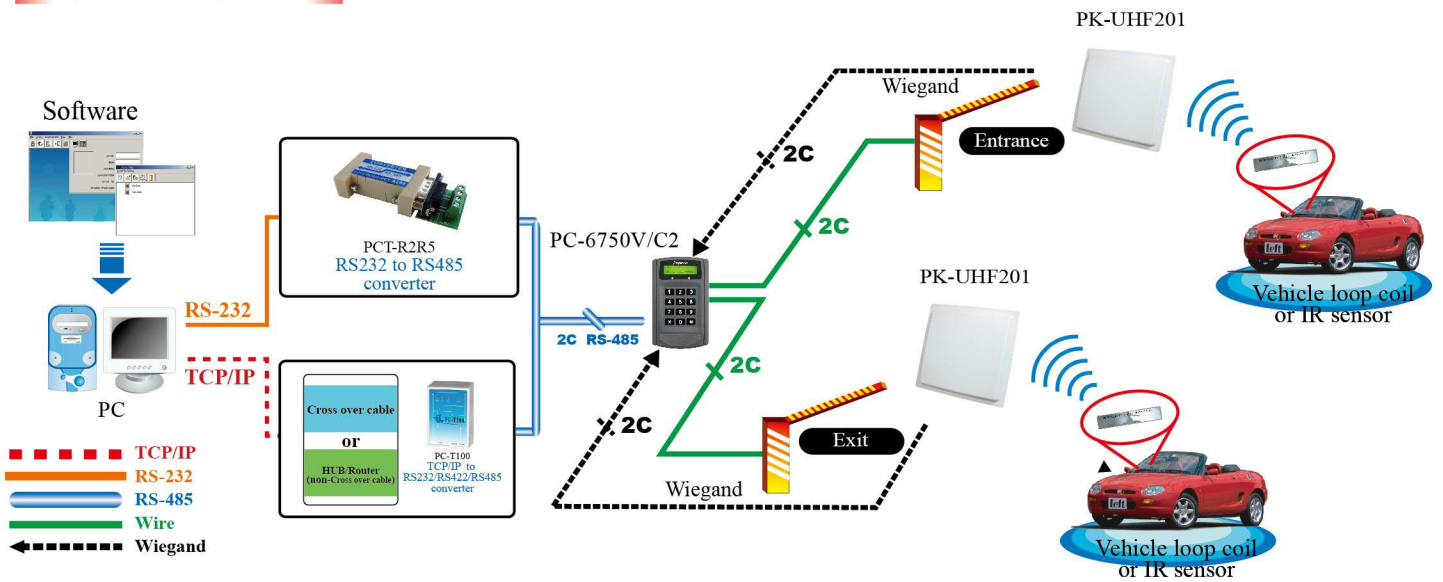 PK-UHF201
Wiegand
Entrance
2C
2C
Vehicle loop coil
or IR sensor
Software
PCT-R2R5
RS232 to RS485
converter
PC-6750V/C2
RS-232
2C RS-485
TCP/IP
PC
Cross over cable
or
HUB/Router
(non-Cross over cable)
PC-T100
TCP/IP to
RS232/RS422/RS485
converter
PK-UHF201
2C
2C
Exit
Wiegand
left
Vehicle loop coil
or IR sensor
left
TCP/IP
RS-232
RS-485
Wire
Wiegand